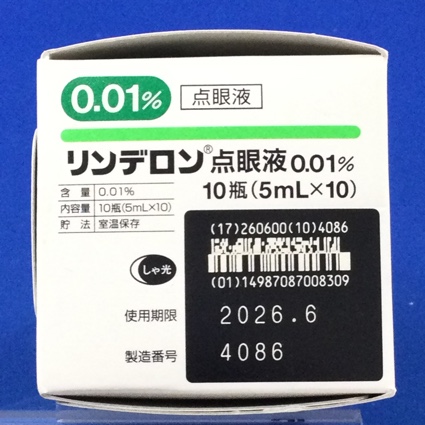 0.01% 点眼液
リンデロン®点眼液0.01%
10瓶(5mL×10)
含量 0.01%
内容量 10瓶(5mL×10)
貯法 室温保存
(17)260600(10)4086
しゃ光
(01)14987087008309
使用期限 2026.6
製造番号 4086